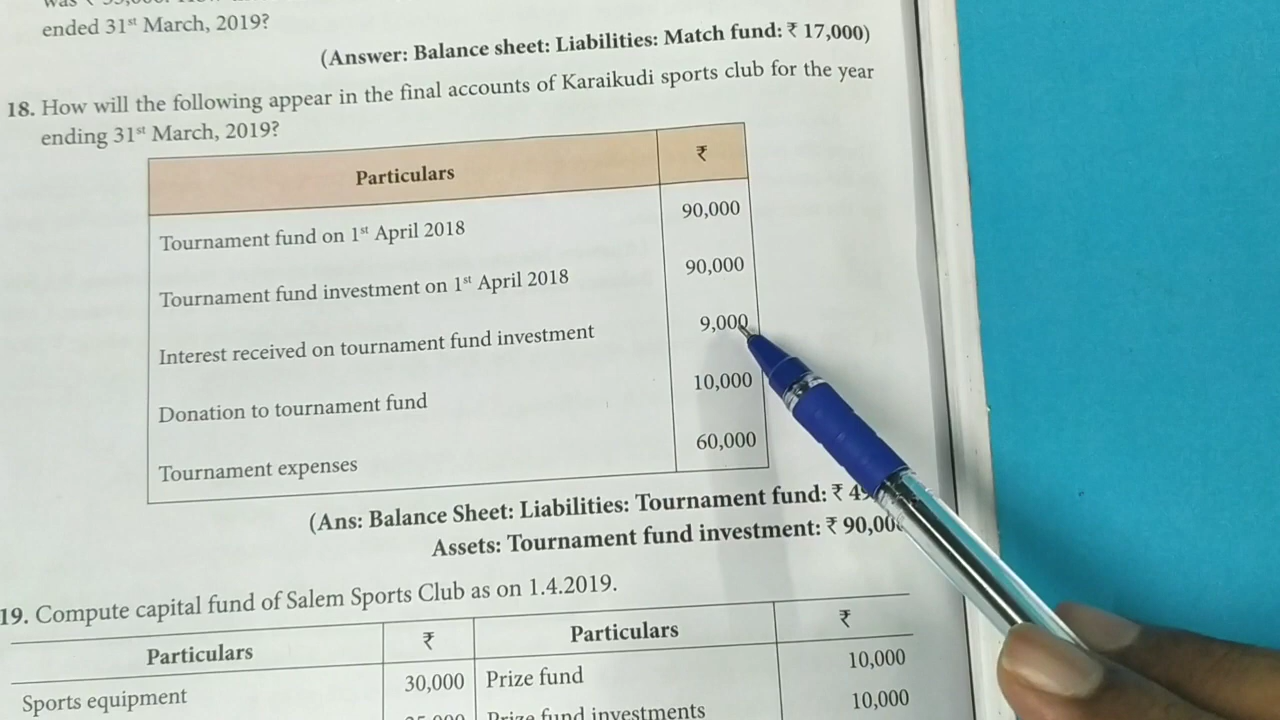 ended 31st March, 2019?
(Answer: Balance sheet: Liabilities: Match fund: ₹ 17,000)
18. How will the following appear in the final accounts of Karaikudi sports club for the year
ending 31st March, 2019?
Particulars ₹
Tournament fund on 1st April 2018 90,000
Tournament fund investment on 1st April 2018 90,000
Interest received on tournament fund investment 9,000
Donation to tournament fund 10,000
Tournament expenses 60,000
(Ans: Balance Sheet: Liabilities: Tournament fund: ₹
Assets: Tournament fund investment: ₹ 90,000
19. Compute capital fund of Salem Sports Club as on 1.4.2019.
Particulars ₹ Particulars ₹
Sports equipment 30,000 Prize fund 10,000
Prize fund investments 10,000